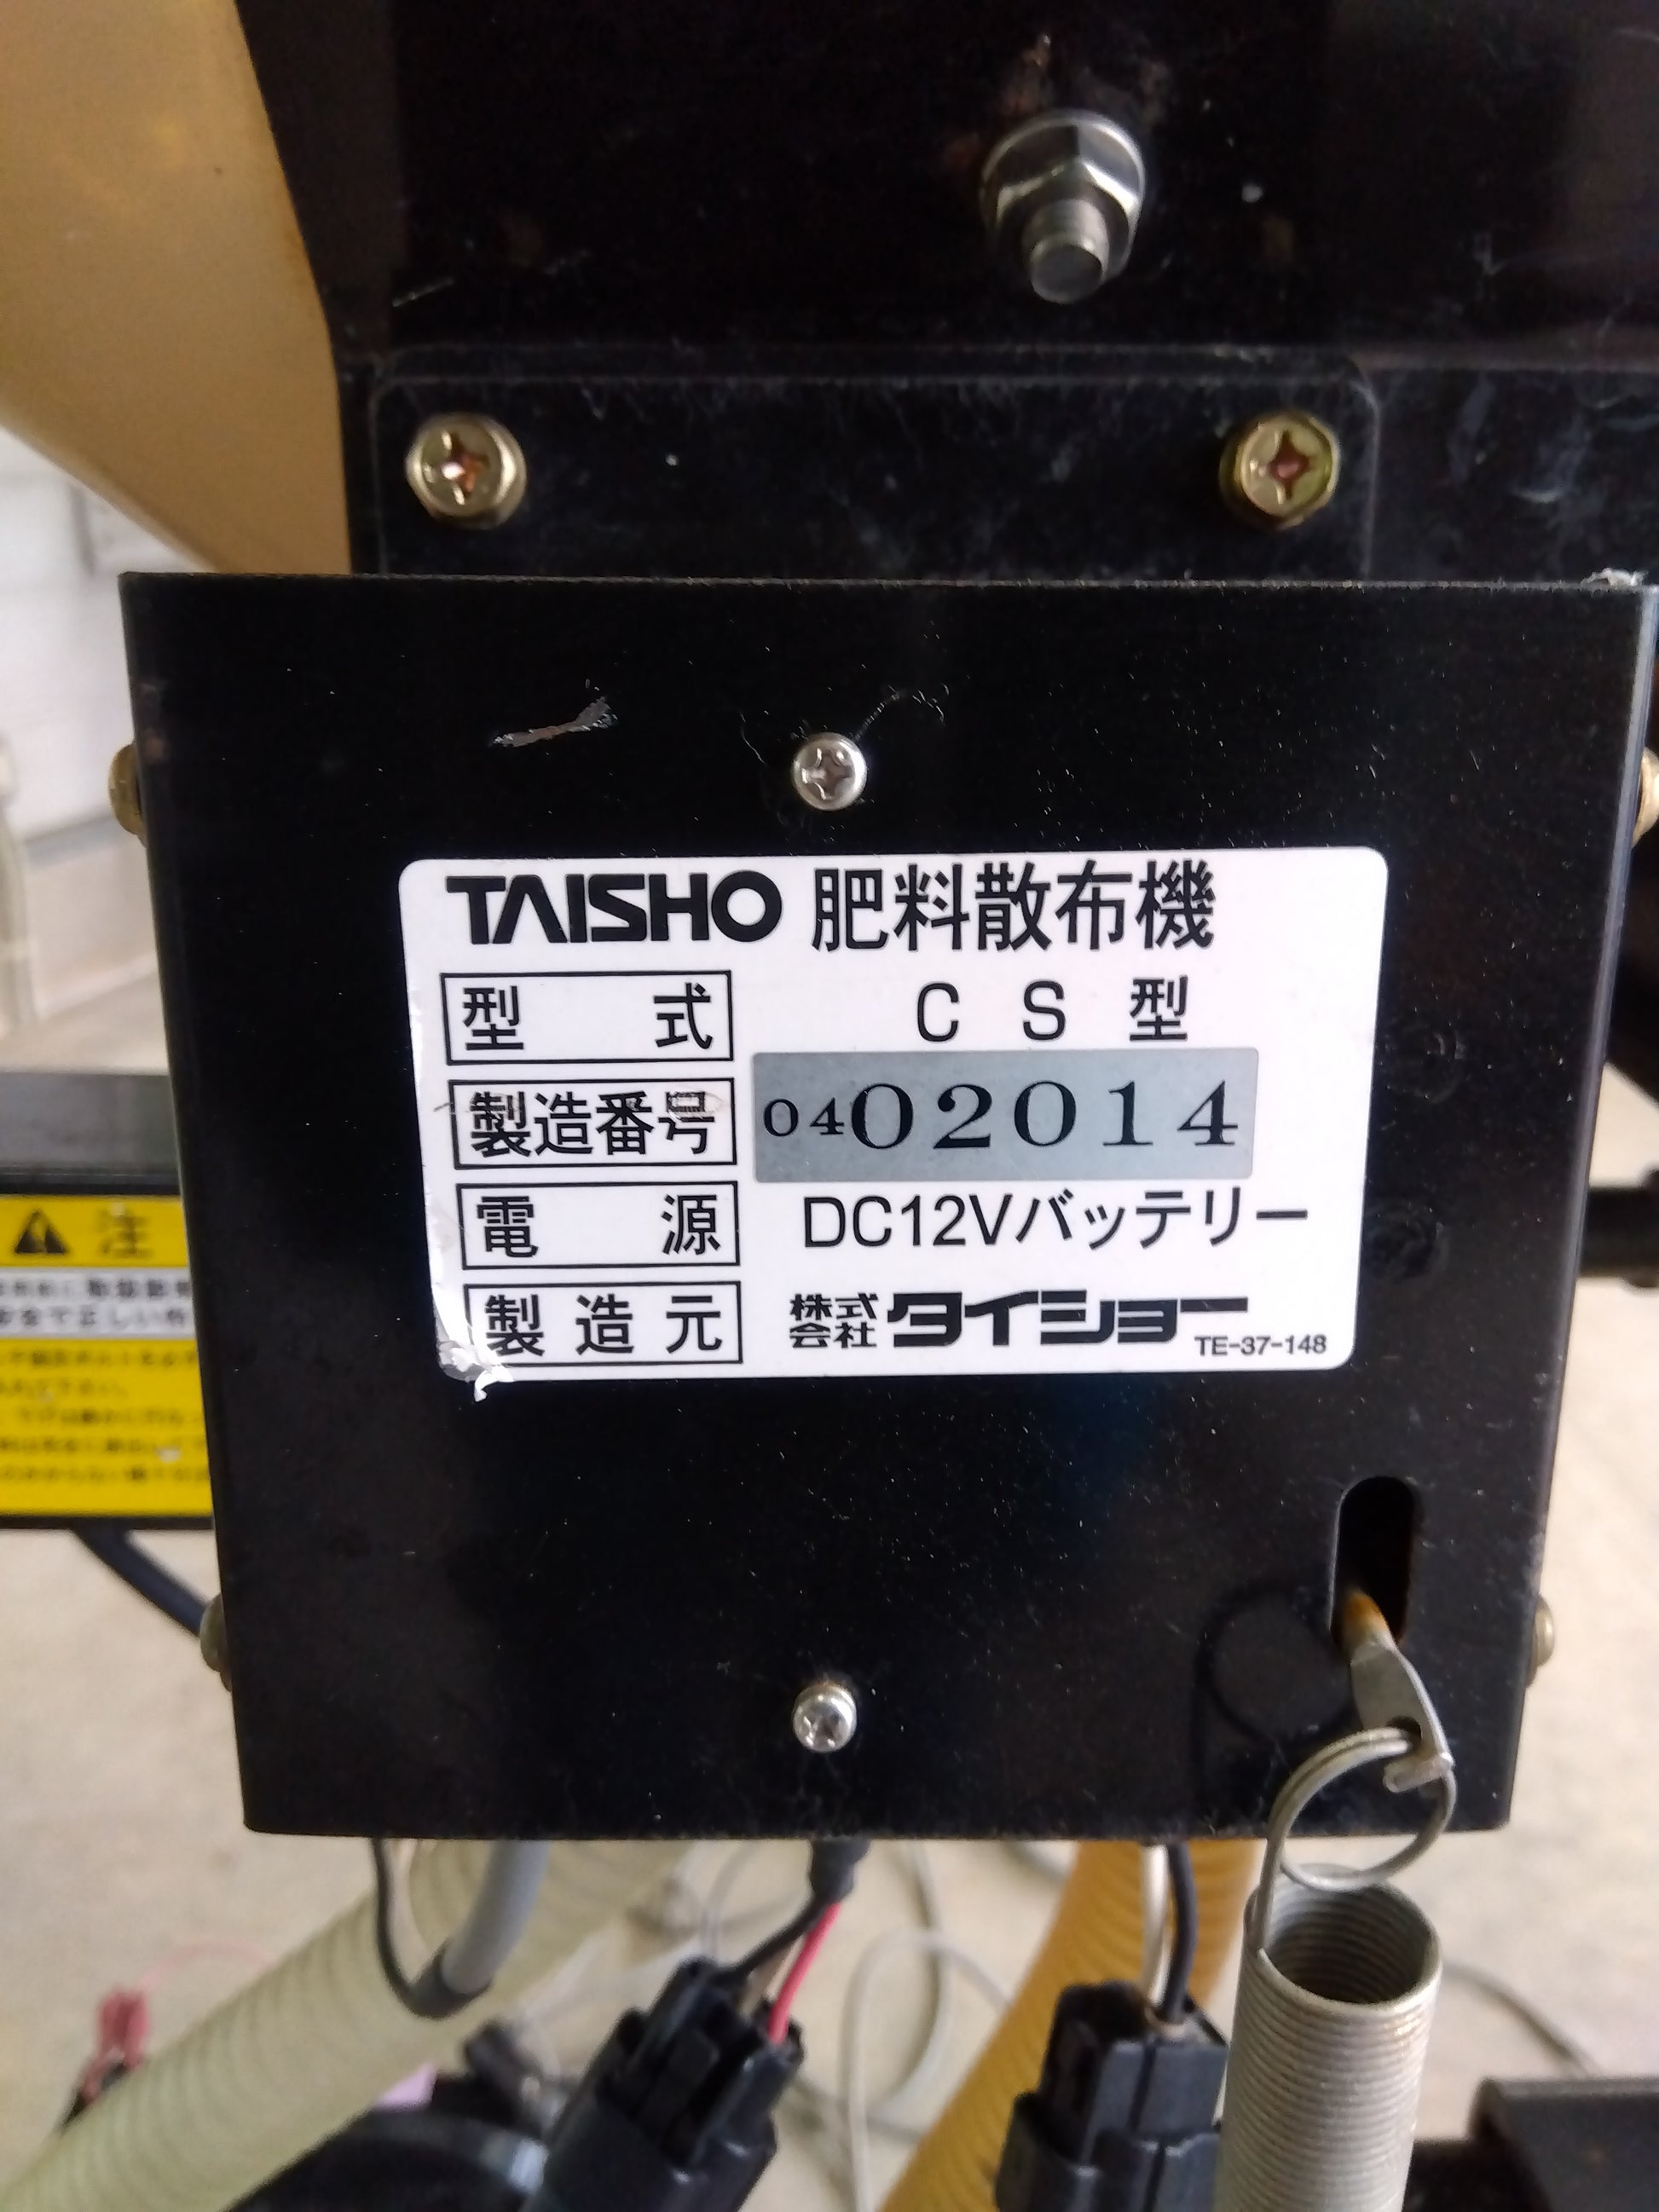 TAISHO 肥料散布機
型式 CS型
製造番号 0402014
電源 DC12Vバッテリー
製造元 株式会社タイショー
TE-37-148
注